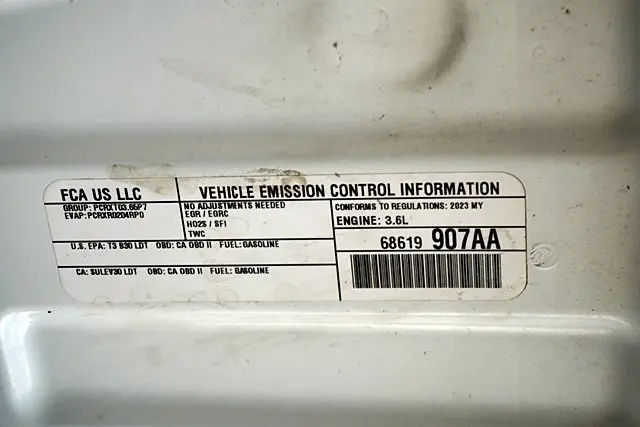 FCA US LLC
VEHICLE EMISSION CONTROL INFORMATION
GROUP: PCRXT03.65P7
EVAP: PCRXR0204RP0
NO ADJUSTMENTS NEEDED
EGR / EGRC
HO2S / SFI
TWC
CONFORMS TO REGULATIONS: 2023 MY
ENGINE: 3.6L
U.S. EPA: T3 B30 LDT OBD: CA OBD II FUEL: GASOLINE
68619 907AA
CA: SULEV30 LDT OBD: CA OBD II FUEL: GASOLINE